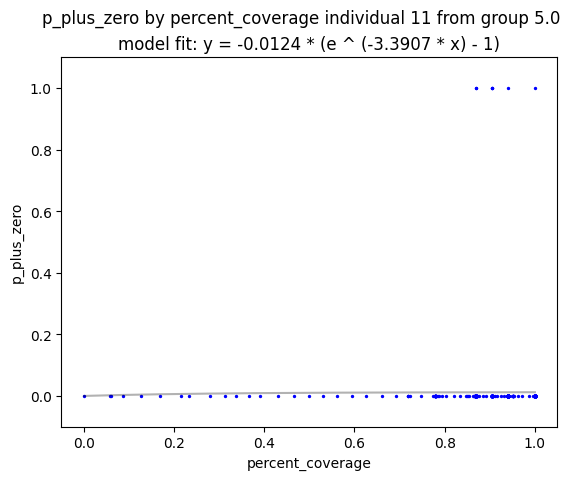 p_plus_zero by percent_coverage individual 11 from group 5.0
model fit: y = -0.0124 * (e ^ (-3.3907 * x) - 1)
1.0
0.8
0.6
0.4
0.2
0.0
p_plus_zero
0.0 0.2 0.4 0.6 0.8 1.0
percent_coverage